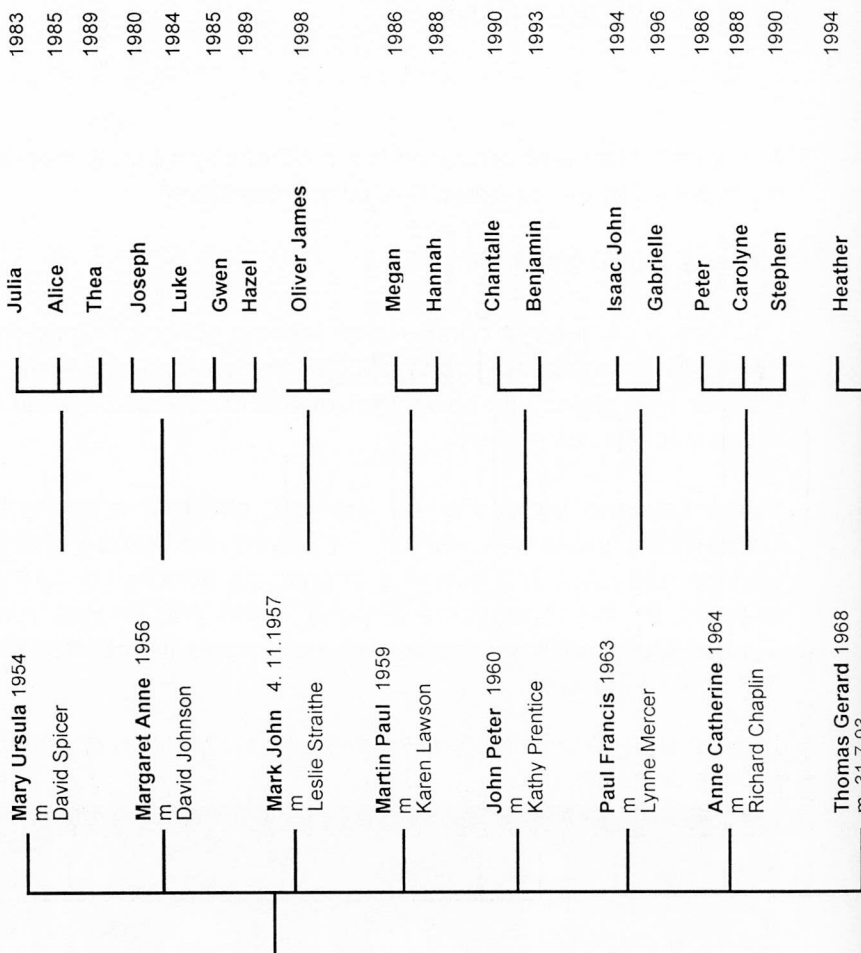 Mary Ursula 1954
m
David Spicer
Julia 1983
Alice 1985
Thea 1989
Margaret Anne 1956
m
David Johnson
Joseph 1980
Luke 1984
Gwen 1985
Hazel 1989
Mark John 4. 11.1957
m
Leslie Straithe
Oliver James 1998
Martin Paul 1959
m
Karen Lawson
Megan 1986
Hannah 1988
John Peter 1960
m
Kathy Prentice
Chantalle 1990
Benjamin 1993
Paul Francis 1963
m
Lynne Mercer
Isaac John 1994
Gabrielle 1996
Anne Catherine 1964
m
Richard Chaplin
Peter 1986
Carolyne 1988
Stephen 1990
Thomas Gerard 1968
m
Heather 1994